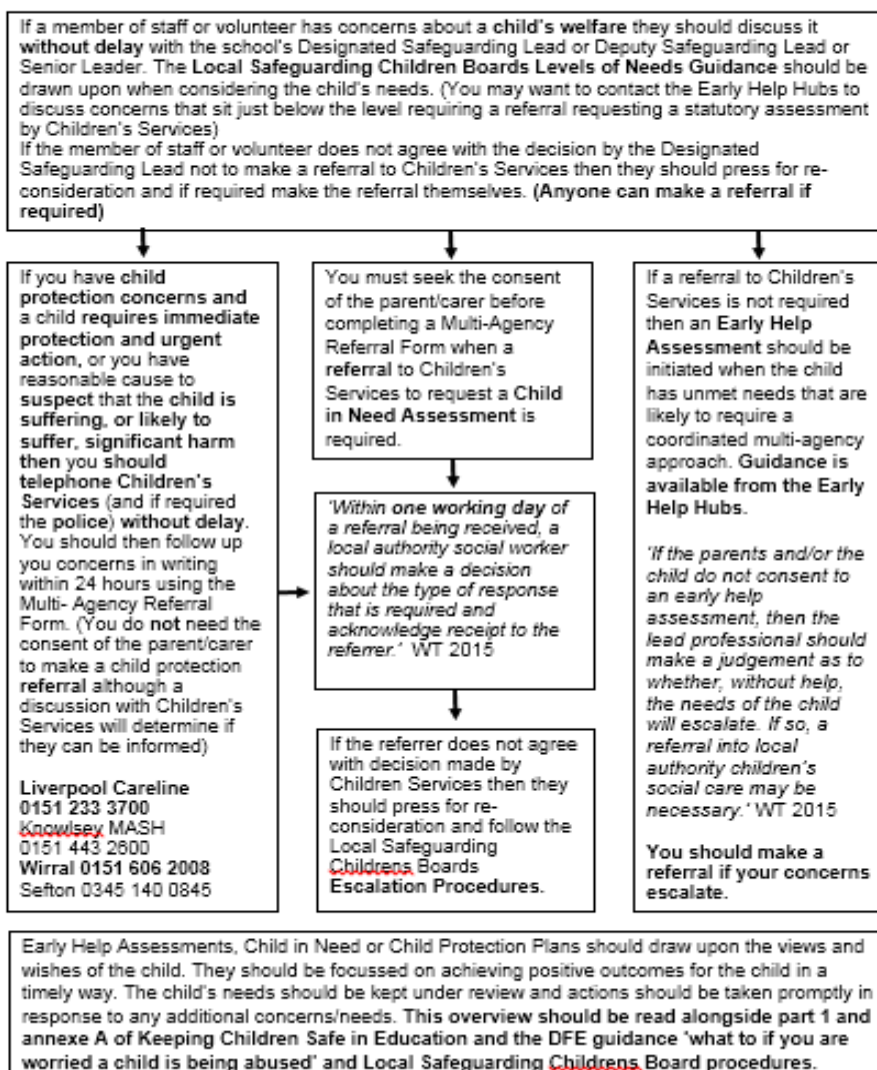 If a member of staff or volunteer has concerns about a child's welfare they should discuss it
without delay with the school's Designated Safeguarding Lead or Deputy Safeguarding Lead or
Senior Leader. The Local Safeguarding Children Boards Levels of Needs Guidance should be
drawn upon when considering the child's needs. (You may want to contact the Early Help Hubs to
discuss concerns that sit just below the level requiring a referral requesting a statutory assessment
by Children's Services)
If the member of staff or volunteer does not agree with the decision by the Designated
Safeguarding Lead not to make a referral to Children's Services then they should press for re-
consideration and if required make the referral themselves. (Anyone can make a referral if
required)
If you have child
protection concerns and
a child requires immediate
protection and urgent
action, or you have
reasonable cause to
suspect that the child is
suffering, or likely to
suffer, significant harm
then you should
telephone Children's
Services (and if required
the police) without delay.
You should then follow up
you concerns in writing
within 24 hours using the
Multi- Agency Referral
Form. (You do not need the
consent of the parent/carer
to make a child protection
referral although a
discussion with Children's
Services will determine if
they can be informed)
Liverpool Careline
0151 233 3700
Knowlsey MASH
0151 443 2600
Wirral 0151 606 2008
Sefton 0345 140 0845
You must seek the consent
of the parent/carer before
completing a Multi-Agency
Referral Form when a
referral to Children's
Services to request a Child
in Need Assessment is
required.
'Within one working day of
a referral being received, a
local authority social worker
should make a decision
about the type of response
that is required and
acknowledge receipt to the
referrer.' WT 2015
If the referrer does not agree
with decision made by
Children Services then they
should press for re-
consideration and follow the
Local Safeguarding
Childrens Boards
Escalation Procedures.
If a referral to Children's
Services is not required
then an Early Help
Assessment should be
initiated when the child
has unmet needs that are
likely to require a
coordinated multi-agency
approach. Guidance is
available from the Early
Help Hubs.
'If the parents and/or the
child do not consent to
an early help
assessment, then the
lead professional should
make a judgement as to
whether, without help,
the needs of the child
will escalate. If so, a
referral into local
authority children's
social care may be
necessary.' WT 2015
You should make a
referral if your concerns
escalate.
Early Help Assessments, Child in Need or Child Protection Plans should draw upon the views and
wishes of the child. They should be focussed on achieving positive outcomes for the child in a
timely way. The child's needs should be kept under review and actions should be taken promptly in
response to any additional concerns/needs. This overview should be read alongside part 1 and
annexe A of Keeping Children Safe in Education and the DFE guidance 'what to if you are
worried a child is being abused' and Local Safeguarding Childrens Board procedures.